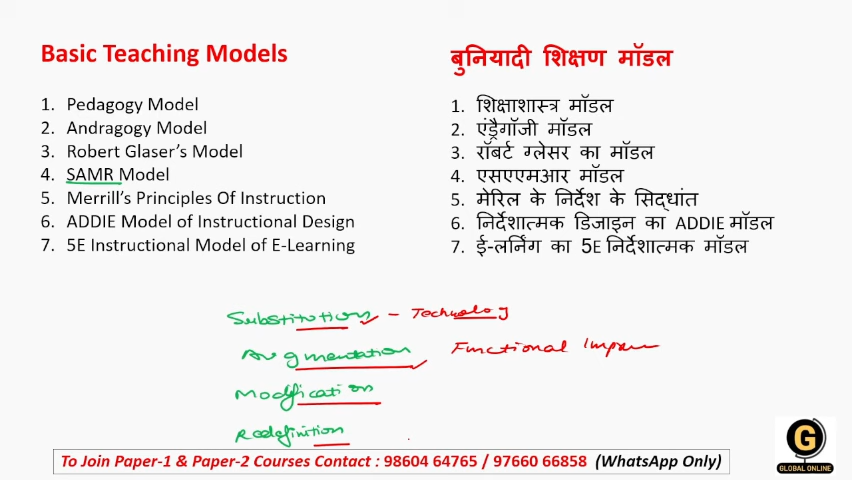 Basic Teaching Models
1. Pedagogy Model
2. Andragogy Model
3. Robert Glaser's Model
4. SAMR Model
5. Merrill's Principles Of Instruction
6. ADDIE Model of Instructional Design
7. 5E Instructional Model of E-Learning
बुनियादी शिक्षण मॉडल
1. शिक्षाशास्त्र मॉडल
2. एंड्रैगॉजी मॉडल
3. रॉबर्ट ग्लेसर का मॉडल
4. एसएएमआर मॉडल
5. मेरिल के निर्देश के सिद्धांत
6. निर्देशात्मक डिजाइन का ADDIE मॉडल
7. ई-लर्निंग का 5E निर्देशात्मक मॉडल
Substitution - Technology
Augmentation Functional
Modification
Redefinition
To Join Paper-1 & Paper-2 Courses Contact : 98604 64765 / 97660 66858 (WhatsApp Only)
G
GLOBAL ONLINE